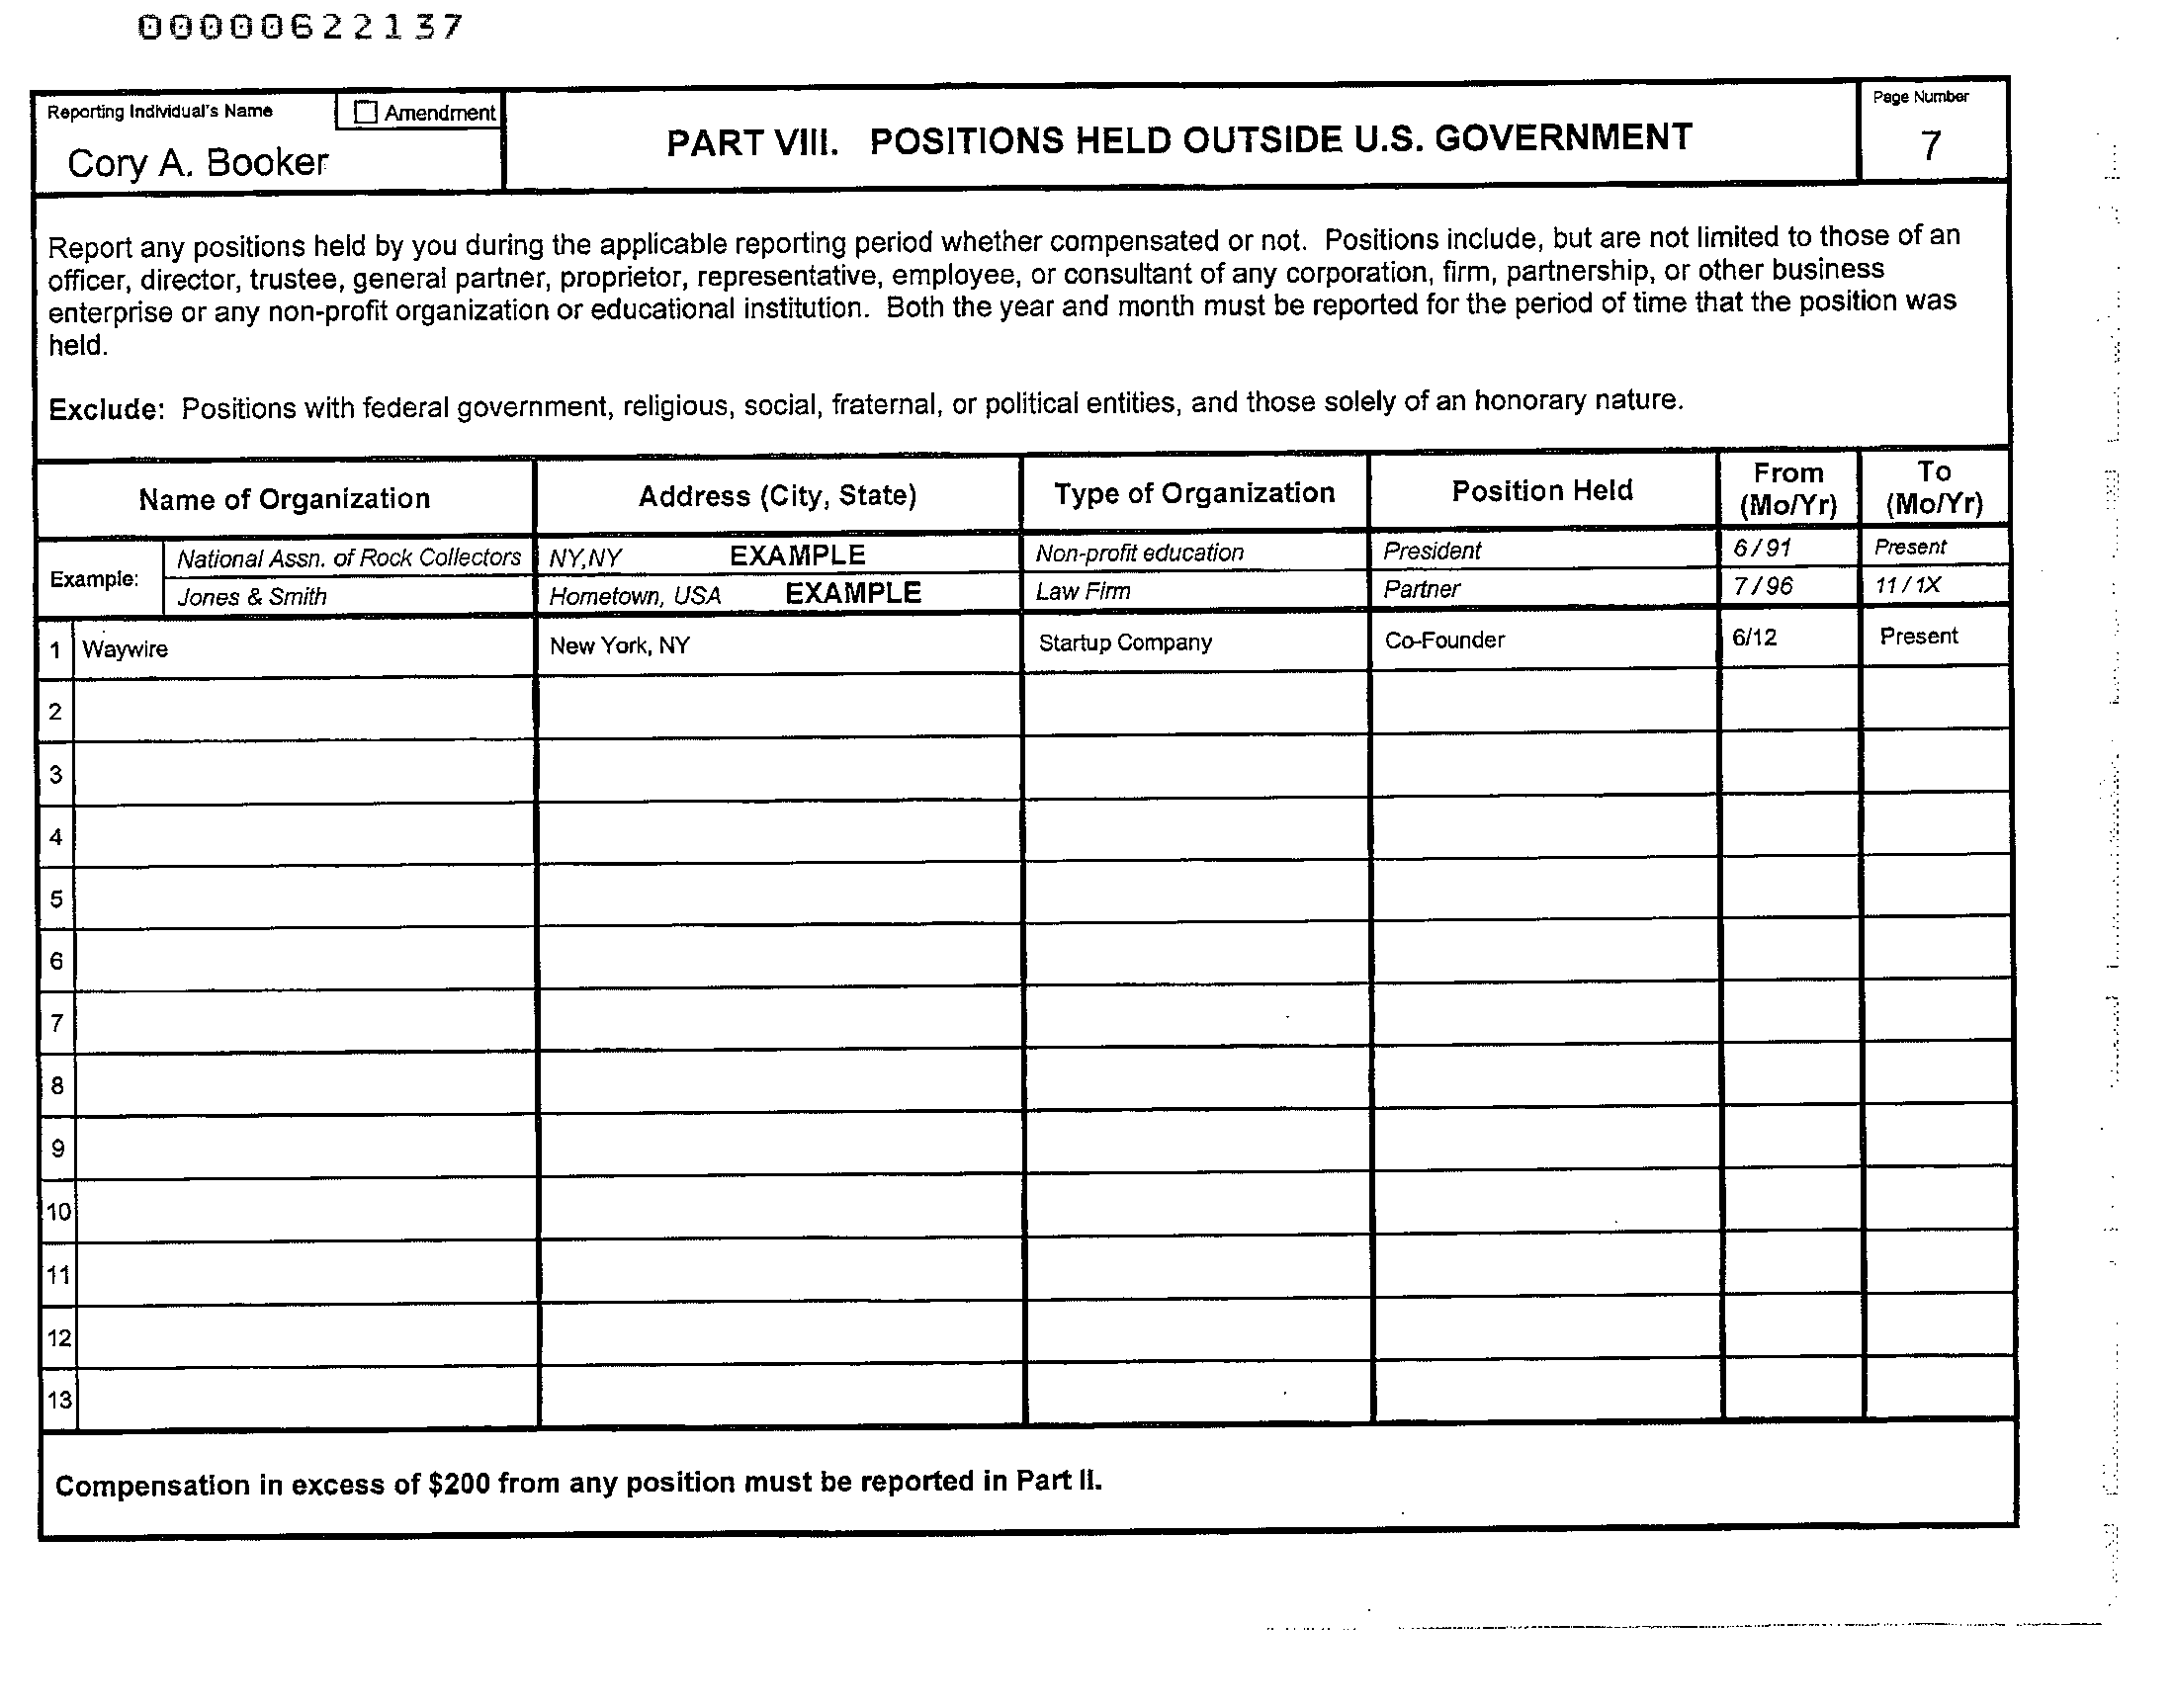 00000622137
Reporting Individual's Name
Amendment
Cory A. Booker
PART VIII. POSITIONS HELD OUTSIDE U.S. GOVERNMENT
Page Number
7
Report any positions held by you during the applicable reporting period whether compensated or not. Positions include, but are not limited to those of an
officer, director, trustee, general partner, proprietor, representative, employee, or consultant of any corporation, firm, partnership, or other business
enterprise or any non-profit organization or educational institution. Both the year and month must be reported for the period of time that the position was
held.
Exclude: Positions with federal government, religious, social, fraternal, or political entities, and those solely of an honorary nature.
Name of Organization Address (City, State) Type of Organization Position Held From (Mo/Yr) To (Mo/Yr)
Example:
National Assn. of Rock Collectors NY,NY EXAMPLE Non-profit education President 6/91 Present
Jones & Smith Hometown, USA EXAMPLE Law Firm Partner 7/96 11/1X
1 Waywire New York, NY Startup Company Co-Founder 6/12 Present
2
3
4
5
6
7
8
9
10
11
12
13
Compensation in excess of $200 from any position must be reported in Part II.